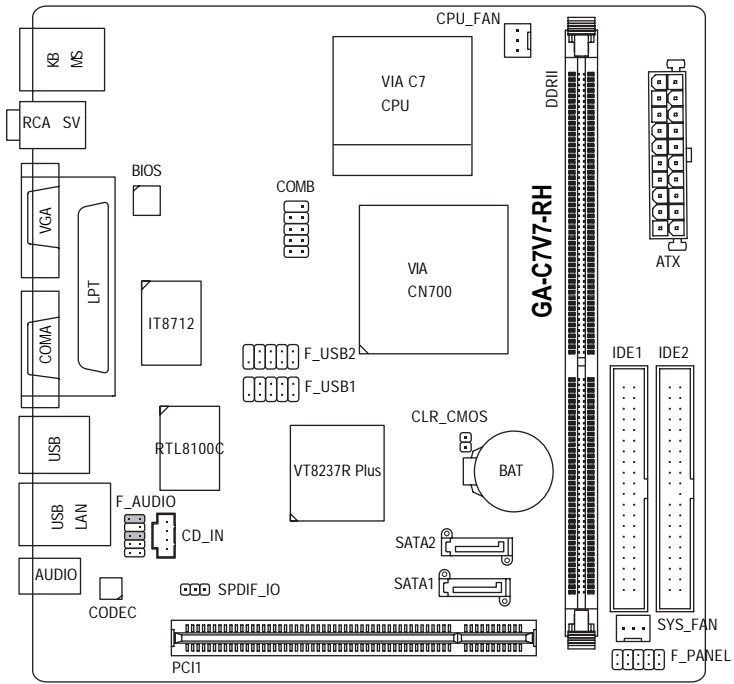 CPU_FAN
KB
MS
VIA C7
CPU
DDRII
RCA SV
BIOS
COMB
VGA
GA-C7V7-RH
ATX
LPT
VIA
CN700
IT8712
COMA
F_USB2
IDE1
IDE2
F_USB1
CLR_CMOS
USB
RTL8100C
VT8237R Plus
BAT
F_AUDIO
USB
LAN
CD_IN
SATA2
AUDIO
SATA1
SPDIF_IO
CODEC
SYS_FAN
F_PANEL
PCI1